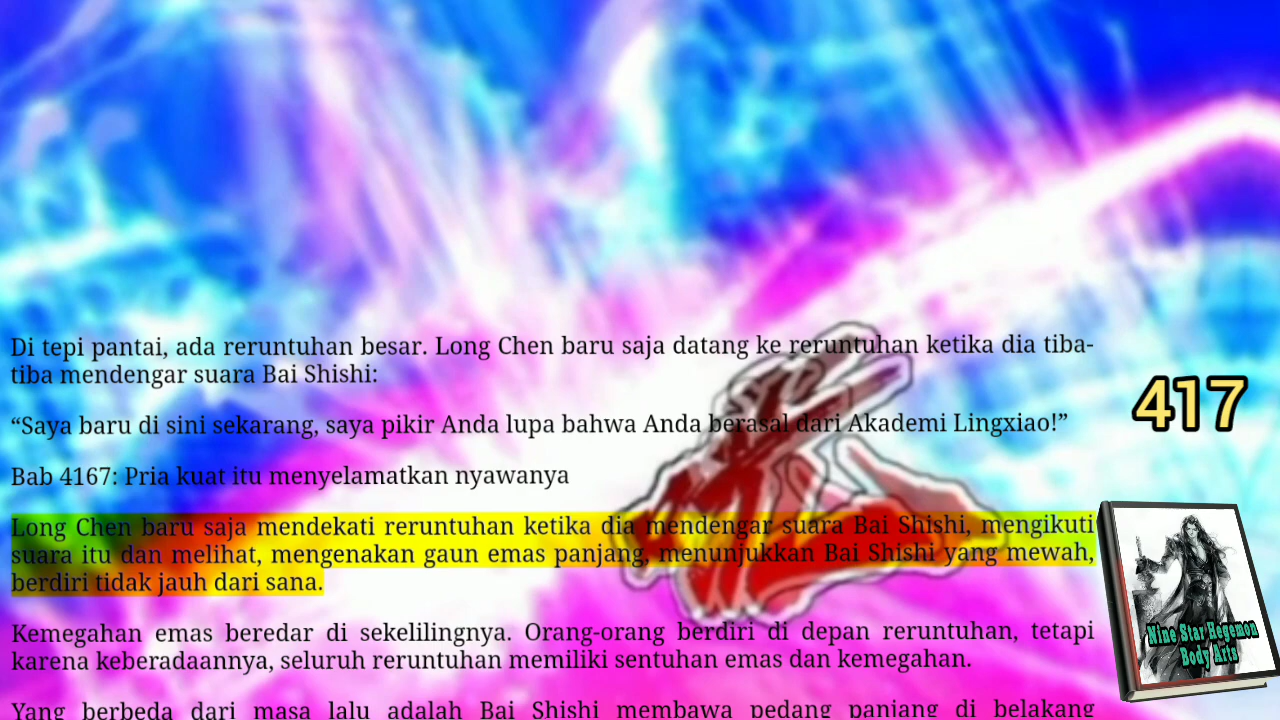 Di tepi pantai, ada reruntuhan besar. Long Chen baru saja datang ke reruntuhan ketika dia tiba-
tiba mendengar suara Bai Shishi:
“Saya baru di sini sekarang, saya pikir Anda lupa bahwa Anda berasal dari Akademi Lingxiao!”
417
Bab 4167: Pria kuat itu menyelamatkan nyawanya
Long Chen baru saja mendekati reruntuhan ketika dia mendengar suara Bai Shishi, mengikuti
suara itu dan melihat, mengenakan gaun emas panjang, menunjukkan Bai Shishi yang mewah,
berdiri tidak jauh dari sana.
Kemegahan emas beredar di sekelilingnya. Orang-orang berdiri di depan reruntuhan, tetapi
karena keberadaannya, seluruh reruntuhan memiliki sentuhan emas dan kemegahan.
Nine Star Hegemon
Body Arts
Yang berbeda dari masa lalu adalah Bai Shishi membawa pedang panjang di belakang